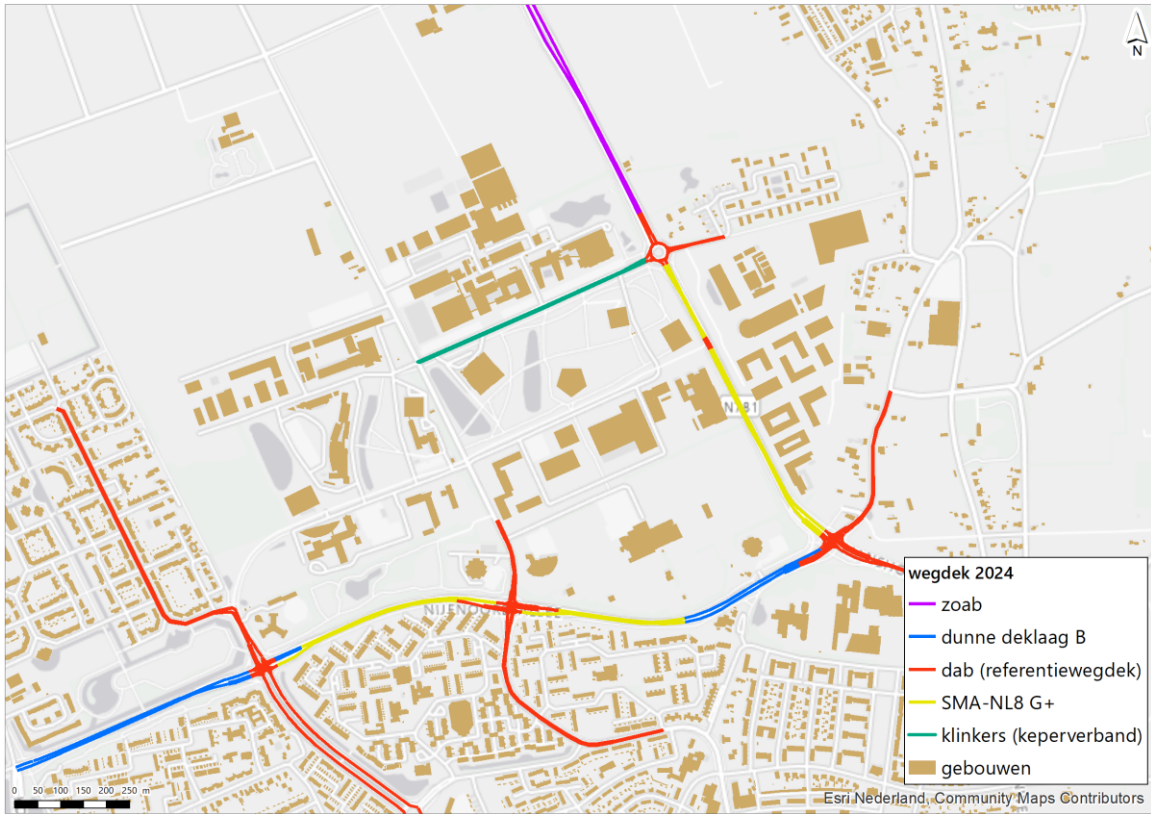 N
N781
wegdek 2024
zoab
dunne deklaag B
dab (referentiewegdek)
SMA-NL8 G+
klinkers (keperverband)
gebouwen
0 50 100 150 200 250 m
Esri Nederland, Community Maps Contributors